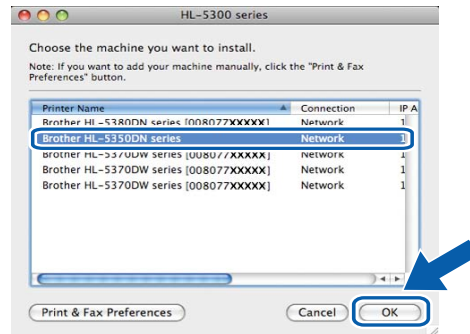 HL-5300 series
Choose the machine you want to install.
Note: If you want to add your machine manually, click the "Print & Fax
Preferences" button.
Printer Name Connection IP A
Brother HL-5380DN series [008077XXXXX] Network 1
Brother HL-5350DN series Network 1
Brother HL-5370DW series [008077XXXXX] Network 1
Brother HL-5370DW series [008077XXXXX] Network 1
Brother HL-5370DW series [008077XXXXX] Network 1
Print & Fax Preferences Cancel OK